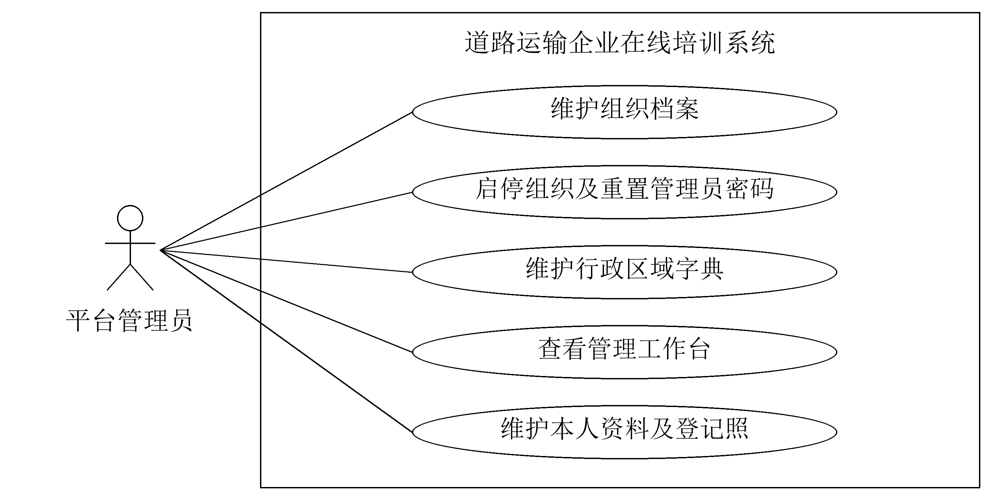 道路运输企业在线培训系统
维护组织档案
启停组织及重置管理员密码
维护行政区域字典
平台管理员
查看管理工作台
维护本人资料及登记照